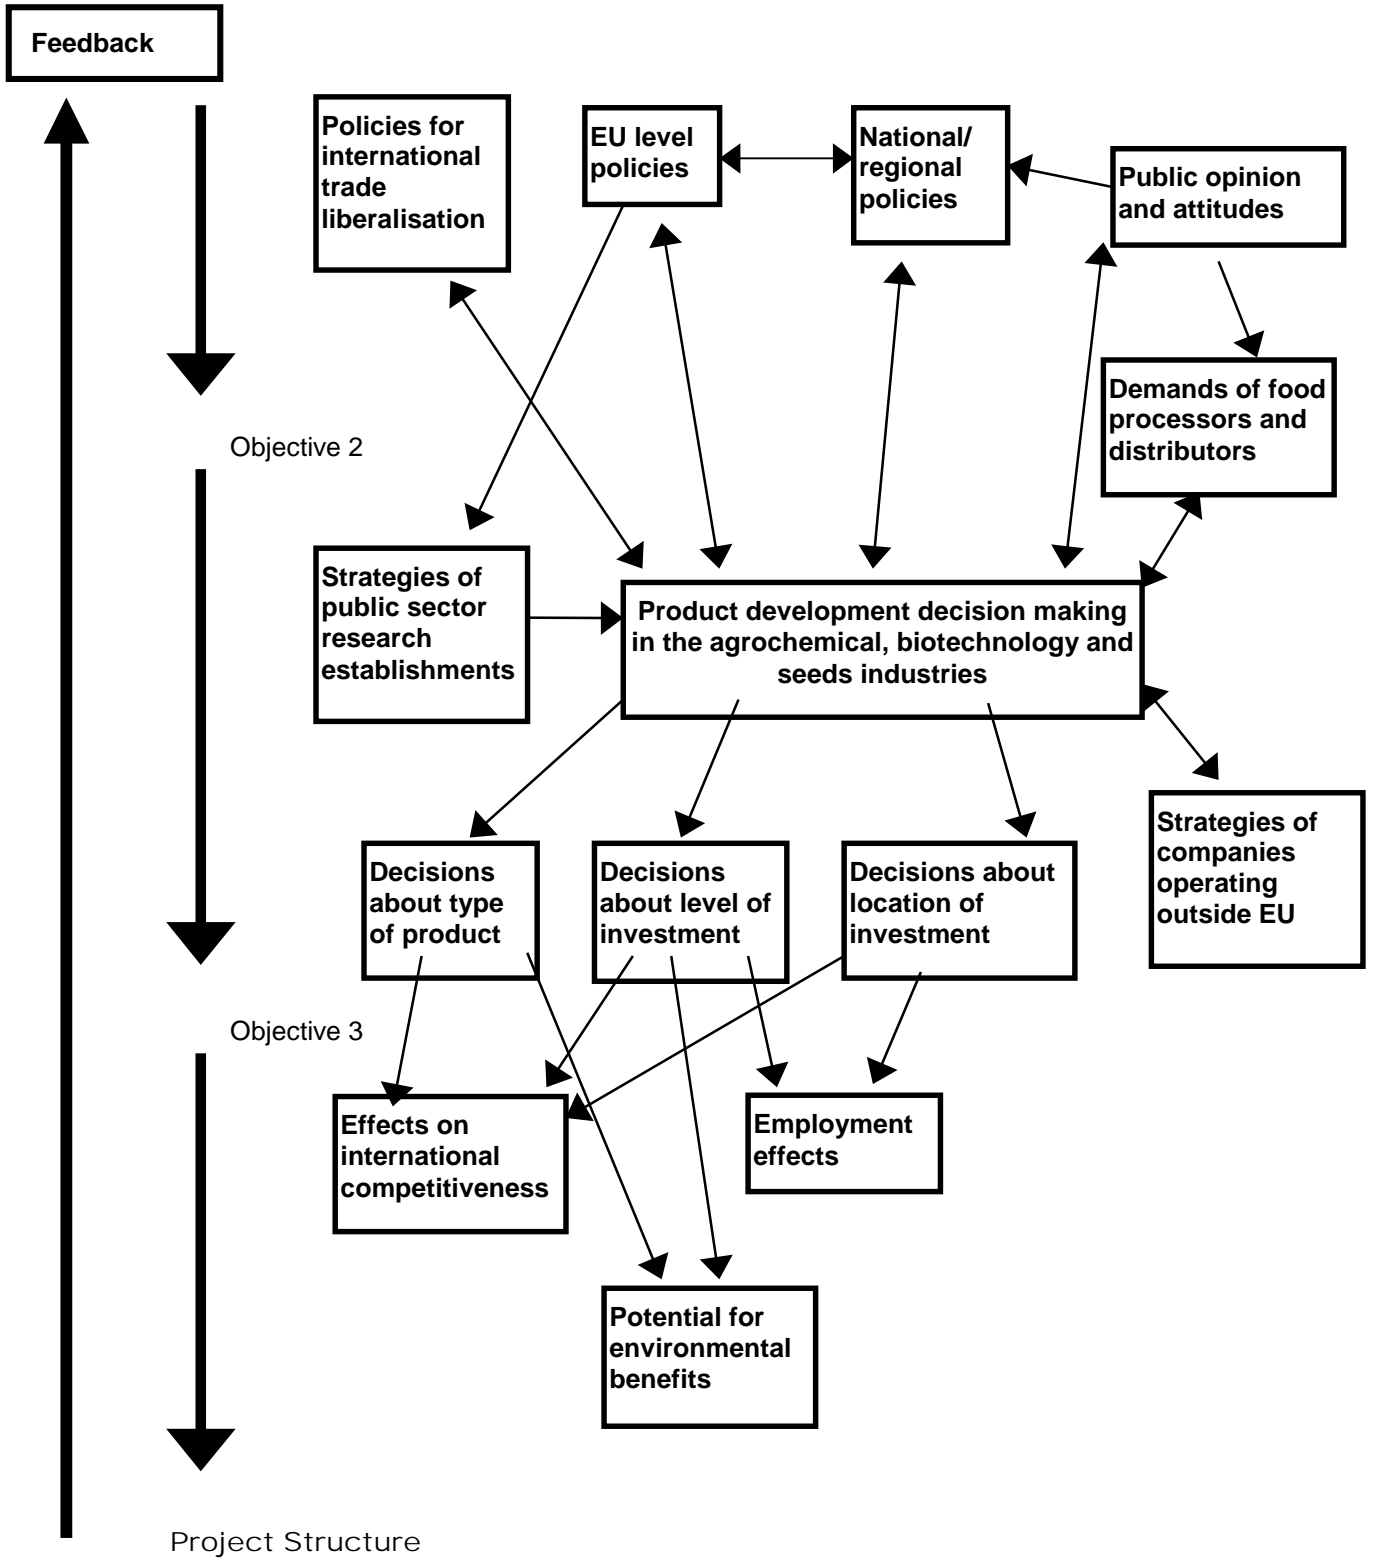 Feedback
Policies for
international
trade
liberalisation
EU level
policies
National/
regional
policies
Public opinion
and attitudes
Demands of food
processors and
distributors
Objective 2
Strategies of
public sector
research
establishments
Product development decision making
in the agrochemical, biotechnology and
seeds industries
Strategies of
companies
operating
outside EU
Decisions
about type
of product
Decisions
about level of
investment
Decisions about
location of
investment
Objective 3
Effects on
international
competitiveness
Employment
effects
Potential for
environmental
benefits
Project Structure